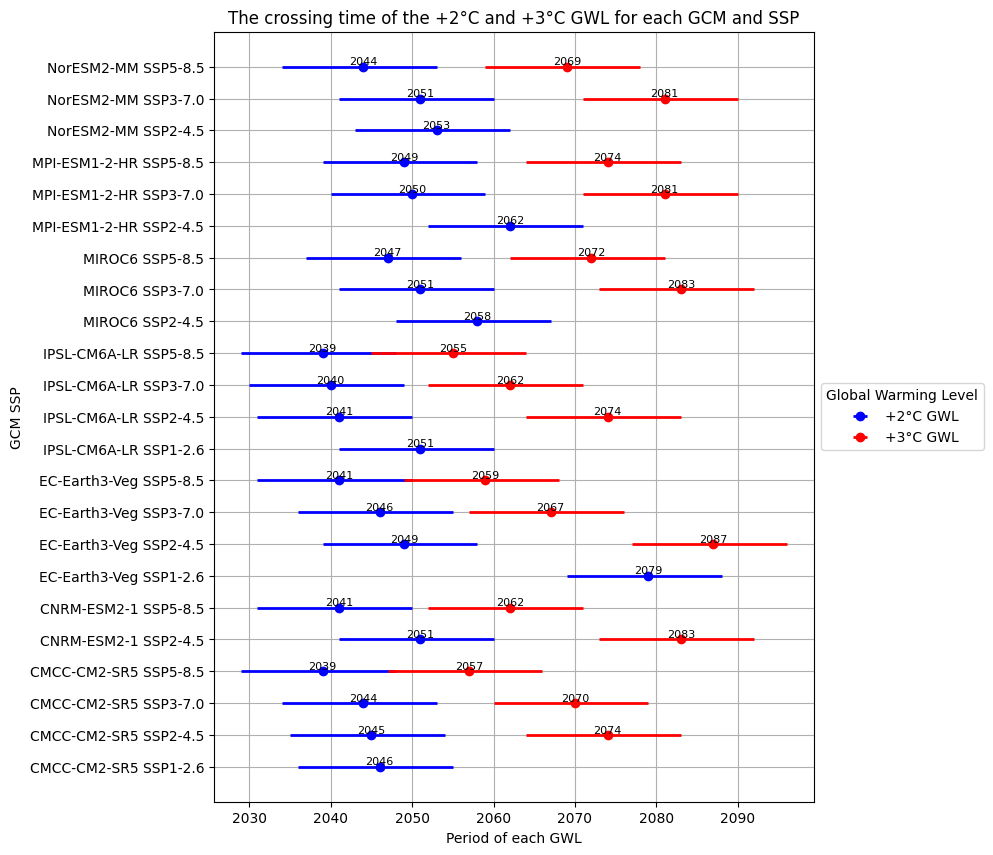 The crossing time of the +2°C and +3°C GWL for each GCM and SSP
NorESM2-MM SSP5-8.5 2044 2069
NorESM2-MM SSP3-7.0 2051 2081
NorESM2-MM SSP2-4.5 2053
MPI-ESM1-2-HR SSP5-8.5 2049 2074
MPI-ESM1-2-HR SSP3-7.0 2050 2081
MPI-ESM1-2-HR SSP2-4.5 2062
MIROC6 SSP5-8.5 2047 2072
MIROC6 SSP3-7.0 2051 2083
MIROC6 SSP2-4.5 2058
IPSL-CM6A-LR SSP5-8.5 2039 2055
IPSL-CM6A-LR SSP3-7.0 2040 2062
IPSL-CM6A-LR SSP2-4.5 2041 2074
IPSL-CM6A-LR SSP1-2.6 2051
EC-Earth3-Veg SSP5-8.5 2041 2059
EC-Earth3-Veg SSP3-7.0 2046 2067
EC-Earth3-Veg SSP2-4.5 2049 2087
EC-Earth3-Veg SSP1-2.6 2079
CNRM-ESM2-1 SSP5-8.5 2041 2062
CNRM-ESM2-1 SSP2-4.5 2051 2083
CMCC-CM2-SR5 SSP5-8.5 2039 2057
CMCC-CM2-SR5 SSP3-7.0 2044 2070
CMCC-CM2-SR5 SSP2-4.5 2045 2074
CMCC-CM2-SR5 SSP1-2.6 2046
GCM SSP
2030 2040 2050 2060 2070 2080 2090
Period of each GWL
Global Warming Level
+2°C GWL
+3°C GWL